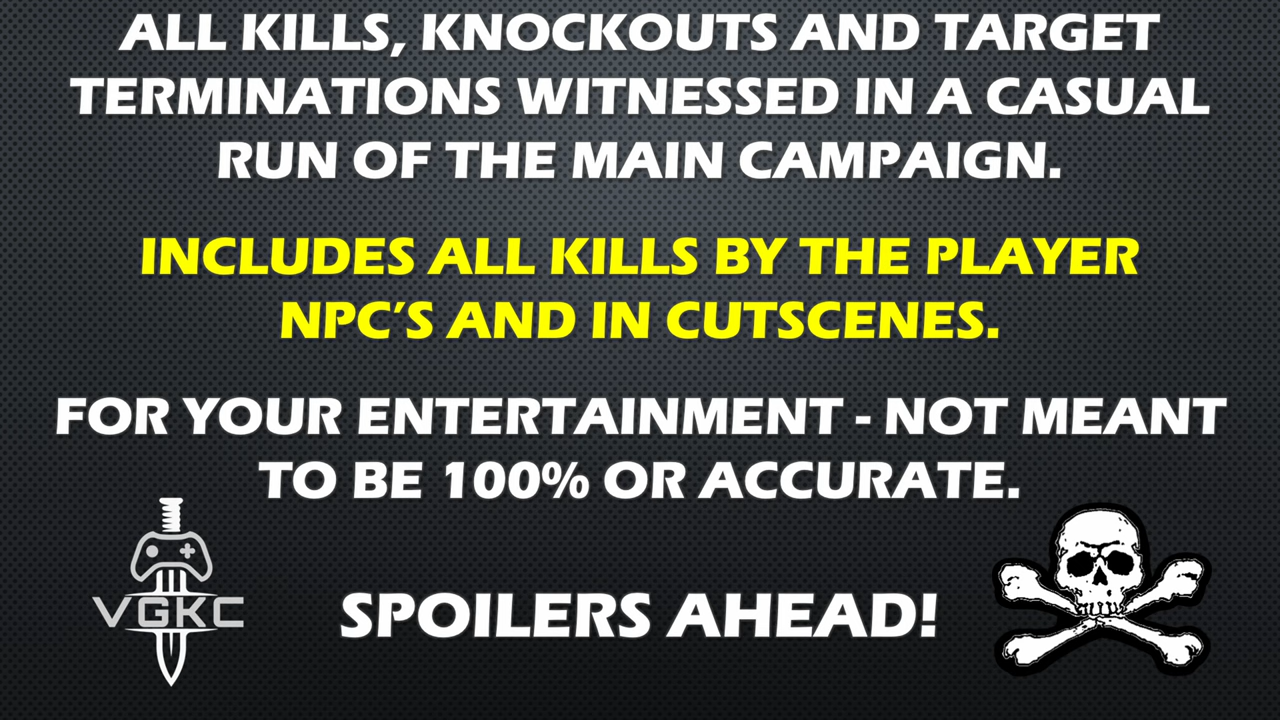 ALL KILLS, KNOCKOUTS AND TARGET
TERMINATIONS WITNESSED IN A CASUAL
RUN OF THE MAIN CAMPAIGN.
INCLUDES ALL KILLS BY THE PLAYER
NPC'S AND IN CUTSCENES.
FOR YOUR ENTERTAINMENT - NOT MEANT
TO BE 100% OR ACCURATE.
VGKC
SPOILERS AHEAD!